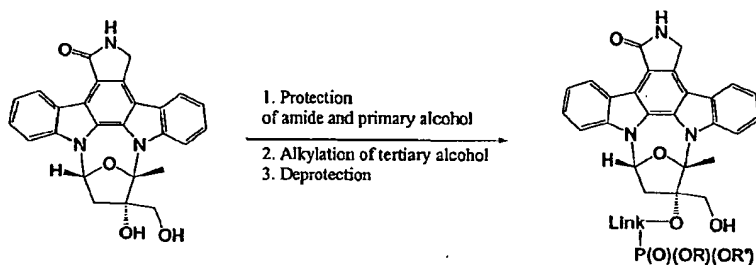 H
N
O
N
N
H
O
OH
OH
1. Protection
of amide and primary alcohol
2. Alkylation of tertiary alcohol
3. Deprotection
H
N
O
N
N
H
O
Link
O
OH
P(O)(OR)(OR")